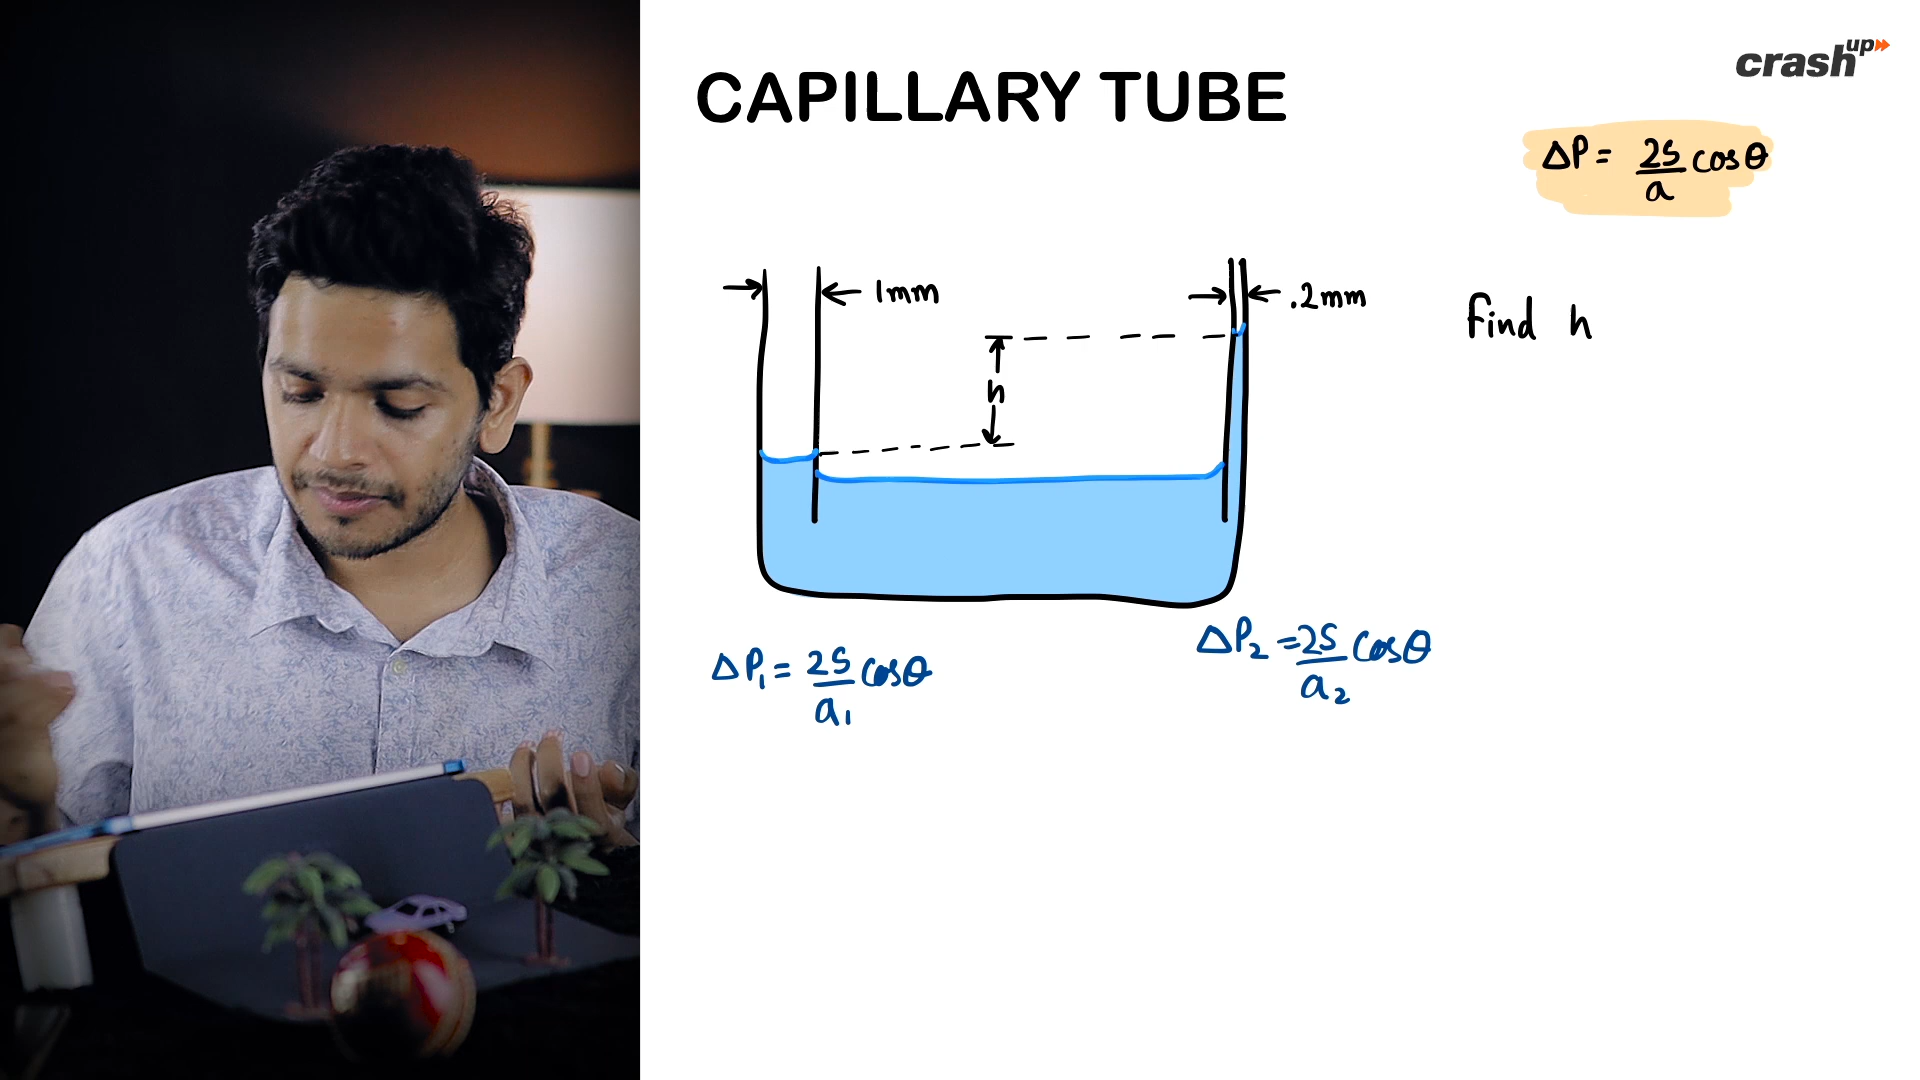 crash up
CAPILLARY TUBE
ΔP = 2s/a cosθ
1mm
.2mm
find h
h
ΔP₁ = 2s/a₁ cosθ
ΔP₂ = 2s/a₂ cosθ